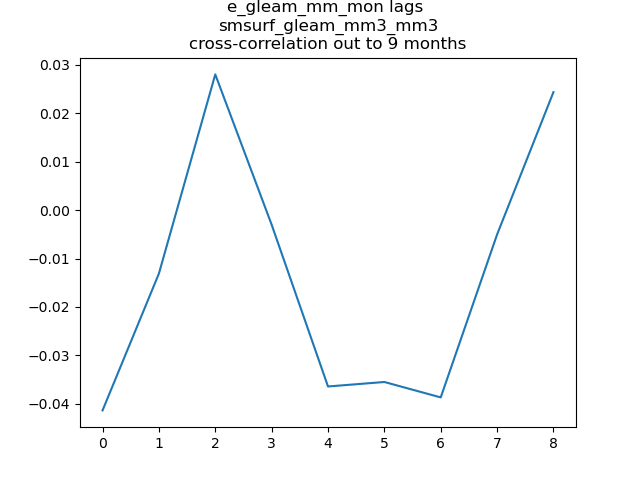 e_gleam_mm_mon lags
smsurf_gleam_mm3_mm3
cross-correlation out to 9 months
0.03
0.02
0.01
0.00
−0.01
−0.02
−0.03
−0.04
0 1 2 3 4 5 6 7 8